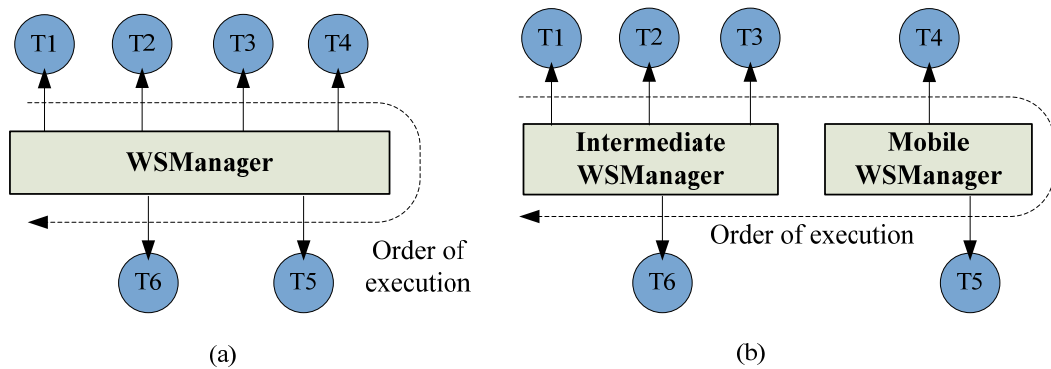 T1
T2
T3
T4
WSManager
T6
T5
Order of
execution
(a)
T1
T2
T3
T4
Intermediate
WSManager
Mobile
WSManager
Order of execution
T6
T5
(b)